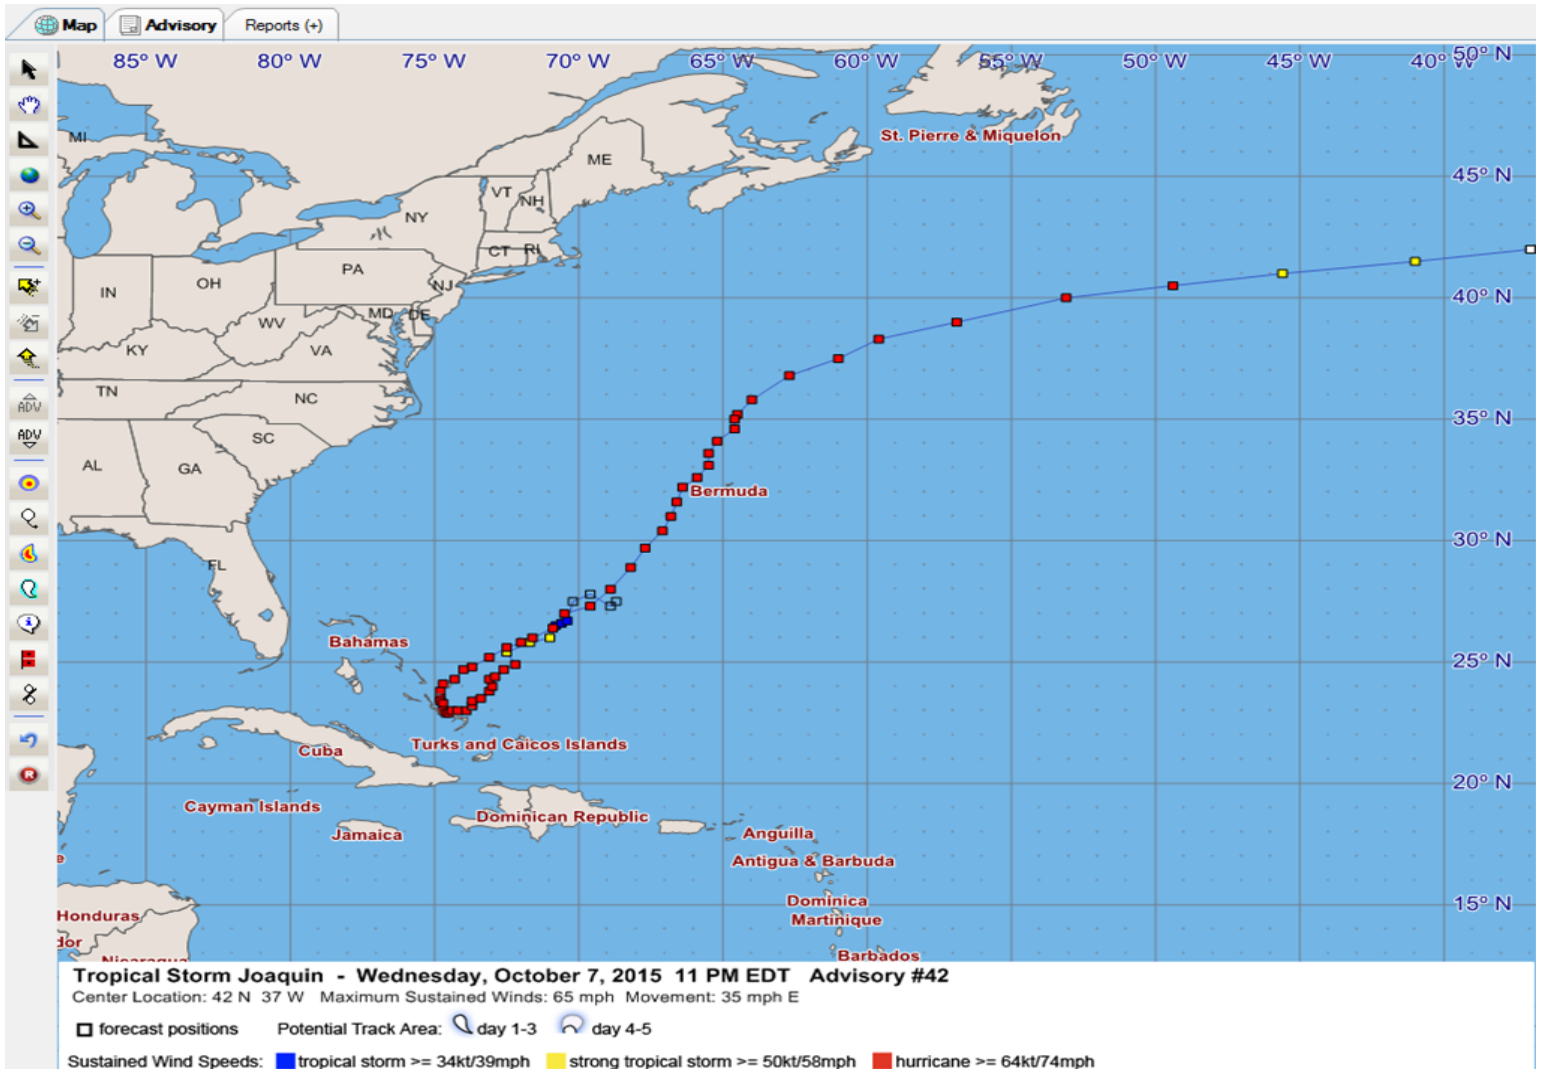 Map Advisory Reports (+)
85° W 80° W 75° W 70° W 65° W 60° W 55° W 50° W 45° W 40° W 50° N
St. Pierre & Miquelon
MI
ME
VT
NH
NY
45° N
CT RI
PA
OH
NJ
IN
MD DE
WV
40° N
KY
VA
TN
NC
ADV
35° N
SC
ADV
AL
GA
Bermuda
30° N
FL
Bahamas
25° N
Turks and Caicos Islands
Cuba
R
20° N
Cayman Islands
Dominican Republic
Jamaica
Anguilla
e
Antigua & Barbuda
Dominica
15° N
Honduras
Martinique
dor
Barbados
Nicaragua
Tropical Storm Joaquin - Wednesday, October 7, 2015 11 PM EDT Advisory #42
Center Location: 42 N 37 W Maximum Sustained Winds: 65 mph Movement: 35 mph E
forecast positions Potential Track Area: day 1-3 day 4-5
Sustained Wind Speeds: tropical storm >= 34kt/39mph strong tropical storm >= 50kt/58mph hurricane >= 64kt/74mph